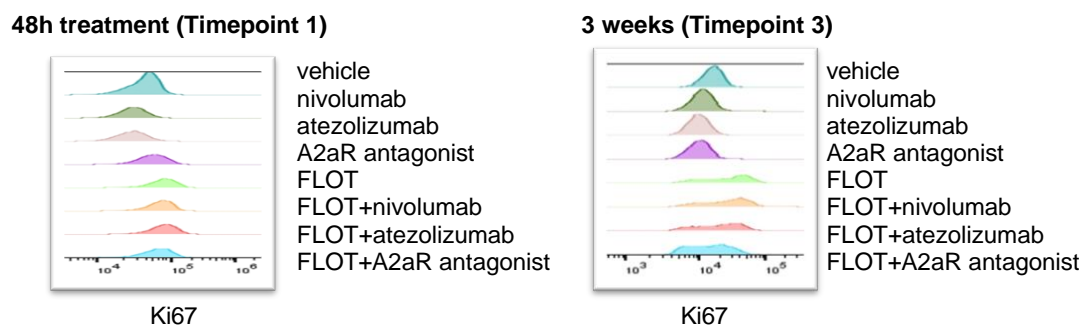 48h treatment (Timepoint 1)
vehicle
nivolumab
atezolizumab
A2aR antagonist
FLOT
FLOT+nivolumab
FLOT+atezolizumab
FLOT+A2aR antagonist
10⁴ 10⁵ 10⁶
Ki67
3 weeks (Timepoint 3)
vehicle
nivolumab
atezolizumab
A2aR antagonist
FLOT
FLOT+nivolumab
FLOT+atezolizumab
FLOT+A2aR antagonist
10³ 10⁴ 10⁵
Ki67